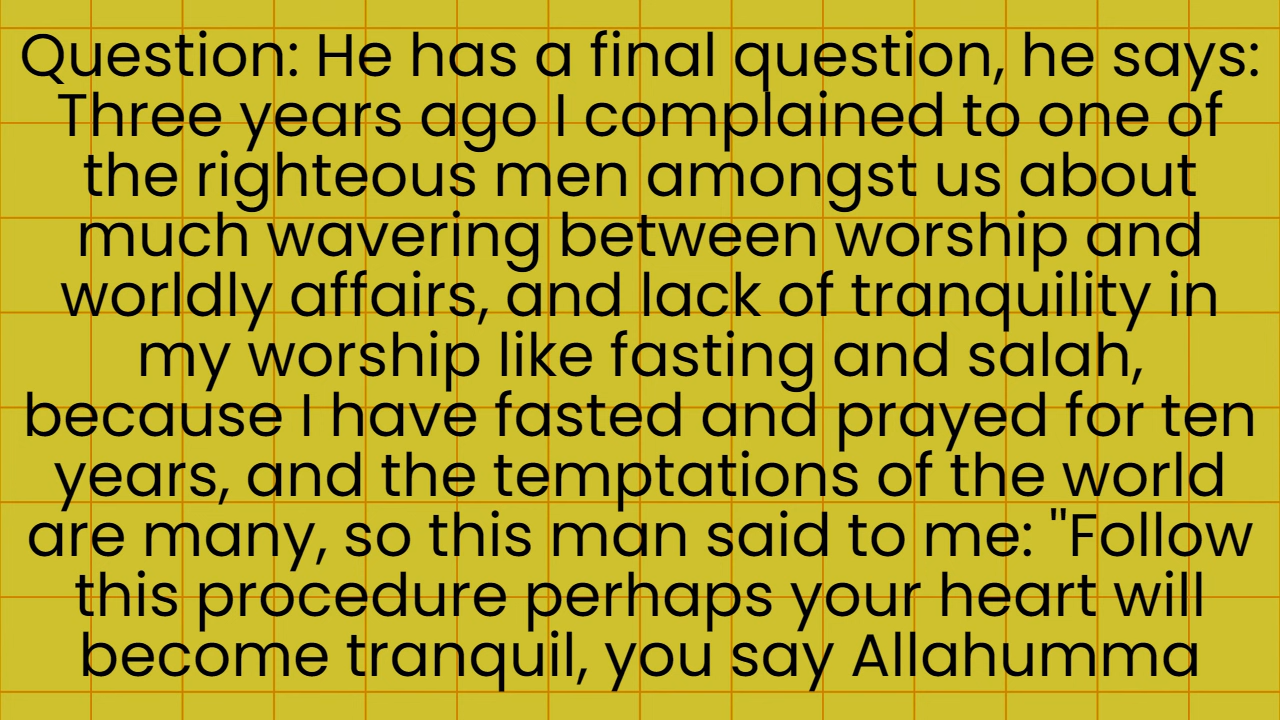 Question: He has a final question, he says:
Three years ago I complained to one of
the righteous men amongst us about
much wavering between worship and
worldly affairs, and lack of tranquility in
my worship like fasting and salah,
because I have fasted and prayed for ten
years, and the temptations of the world
are many, so this man said to me: "Follow
this procedure perhaps your heart will
become tranquil, you say Allahumma